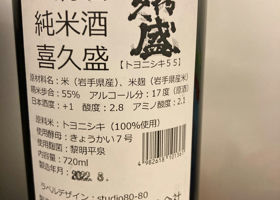 純米酒
喜久盛
盛
【トヨニシキ55】
原材料名:米(岩手県産)、米麹(岩手県産米)
精米歩合:55% アルコール分:17度(原酒)
日本酒度:+1 酸度:2.8 アミノ酸:2.1
原料米:トヨニシキ(100%使用)
使用酵母:きょうかい7号
使用麹菌:黎明平泉
内容量:720ml
製造年月: 2022.8.
ラベルデザイン:studio80-80